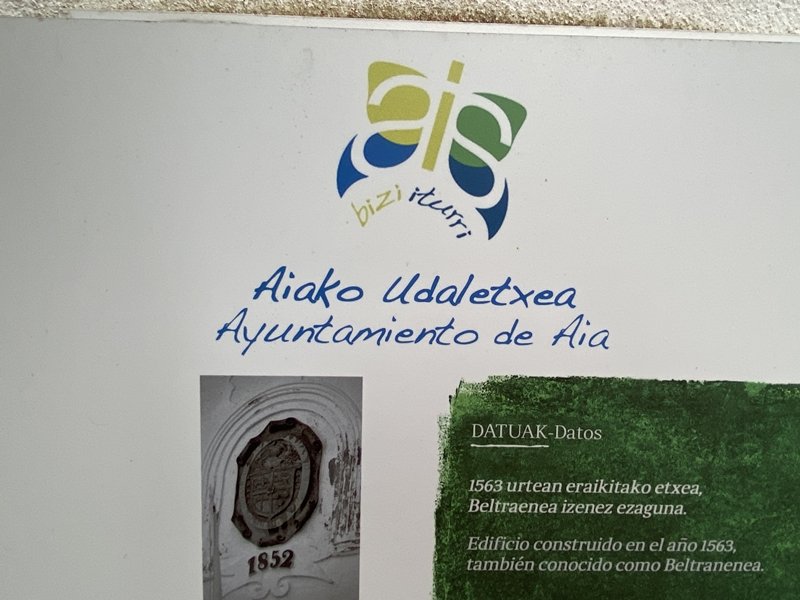 aia
bizi iturri
Aiako Udaletxea
Ayuntamiento de Aia
1852
DATUAK-Datos
1563 urtean eraikitako etxea,
Beltraenea izenez ezaguna.
Edificio construido en el año 1563,
también conocido como Beltranenea.